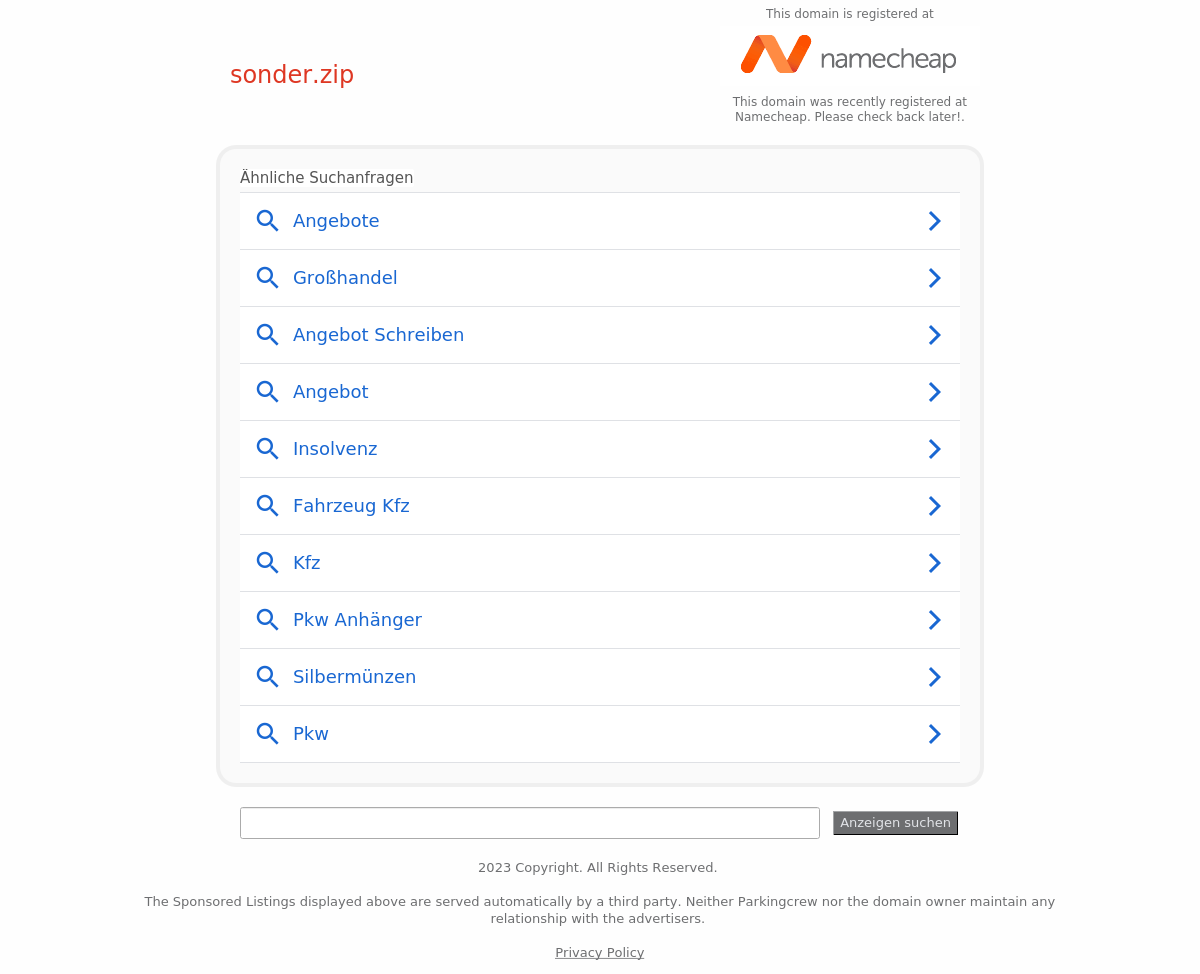 This domain is registered at
namecheap
sonder.zip
This domain was recently registered at
Namecheap. Please check back later!.
Ähnliche Suchanfragen
Angebote
Großhandel
Angebot Schreiben
Angebot
Insolvenz
Fahrzeug Kfz
Kfz
Pkw Anhänger
Silbermünzen
Pkw
Anzeigen suchen
2023 Copyright. All Rights Reserved.
The Sponsored Listings displayed above are served automatically by a third party. Neither Parkingcrew nor the domain owner maintain any
relationship with the advertisers.
Privacy Policy